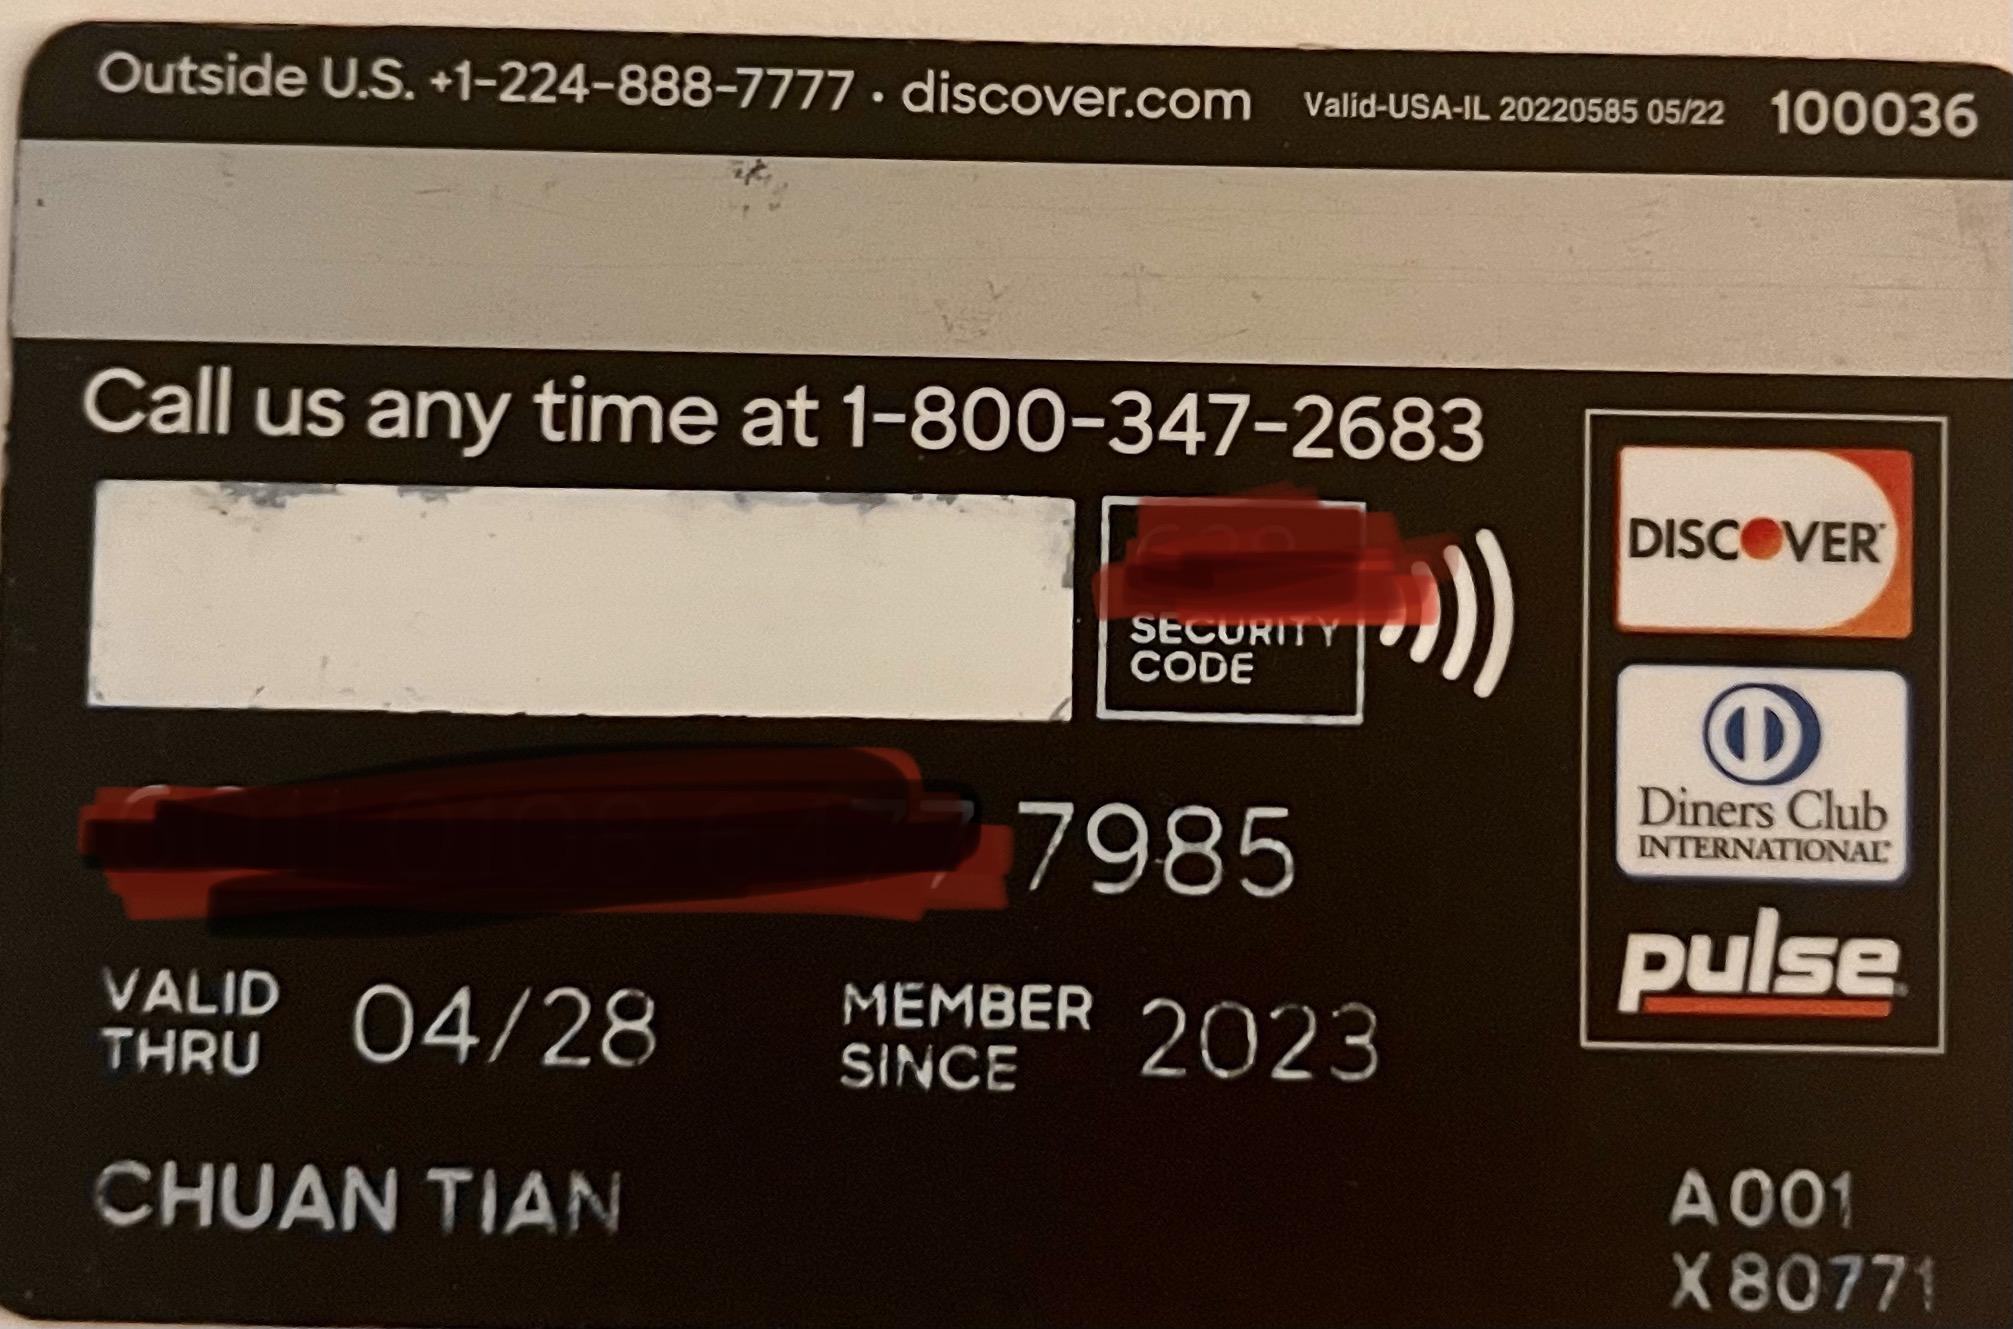 Outside U.S. +1-224-888-7777 · discover.com Valid-USA-IL 20220585 05/22 100036
Call us any time at 1-800-347-2683
SECURITY
CODE
DISCOVER
Diners Club
INTERNATIONAL
pulse
7985
VALID
THRU 04/28
MEMBER
SINCE 2023
CHUAN TIAN
A001
X80771